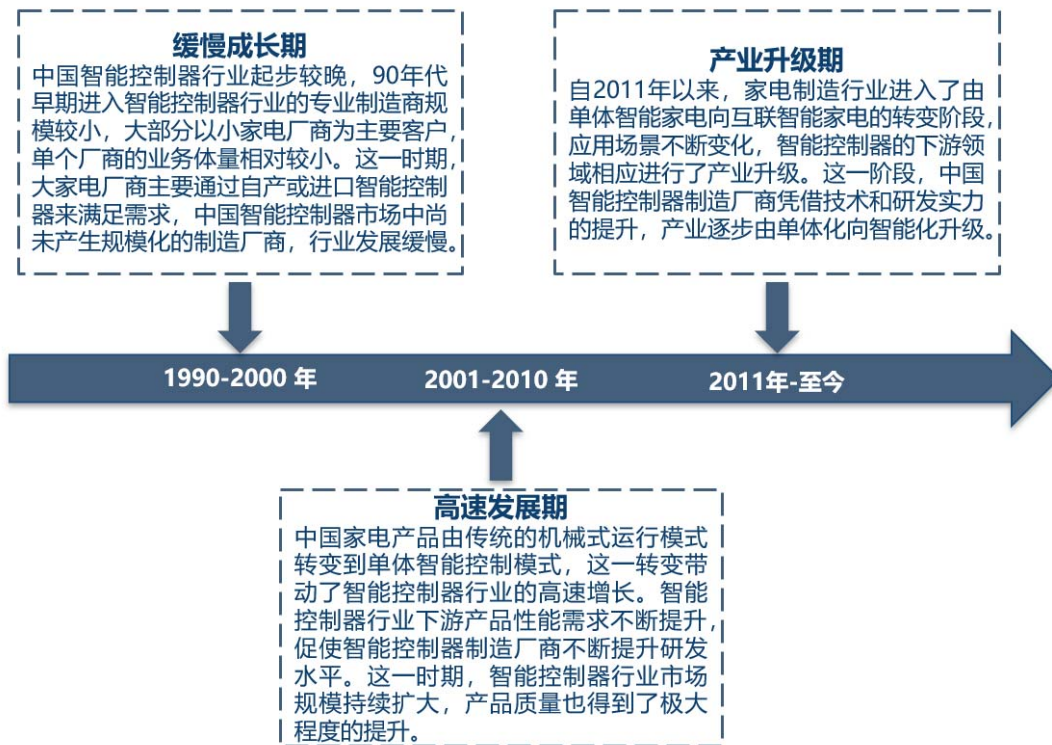 缓慢成长期
中国智能控制器行业起步较晚，90年代
早期进入智能控制器行业的专业制造商规
模较小，大部分以小家电厂商为主要客户，
单个厂商的业务体量相对较小。这一时期，
大家电厂商主要通过自产或进口智能控制
器来满足需求，中国智能控制器市场中尚
未产生规模化的制造厂商，行业发展缓慢。
产业升级期
自2011年以来，家电制造行业进入了由
单体智能家电向互联智能家电的转变阶段，
应用场景不断变化，智能控制器的下游领
域相应进行了产业升级。这一阶段，中国
智能控制器制造厂商凭借技术和研发实力
的提升，产业逐步由单体化向智能化升级。
1990-2000 年
2001-2010 年
2011年-至今
高速发展期
中国家电产品由传统的机械式运行模式
转变到单体智能控制模式，这一转变带
动了智能控制器行业的高速增长。智能
控制器行业下游产品性能需求不断提升，
促使智能控制器制造厂商不断提升研发
水平。这一时期，智能控制器行业市场
规模持续扩大，产品质量也得到了极大
程度的提升。